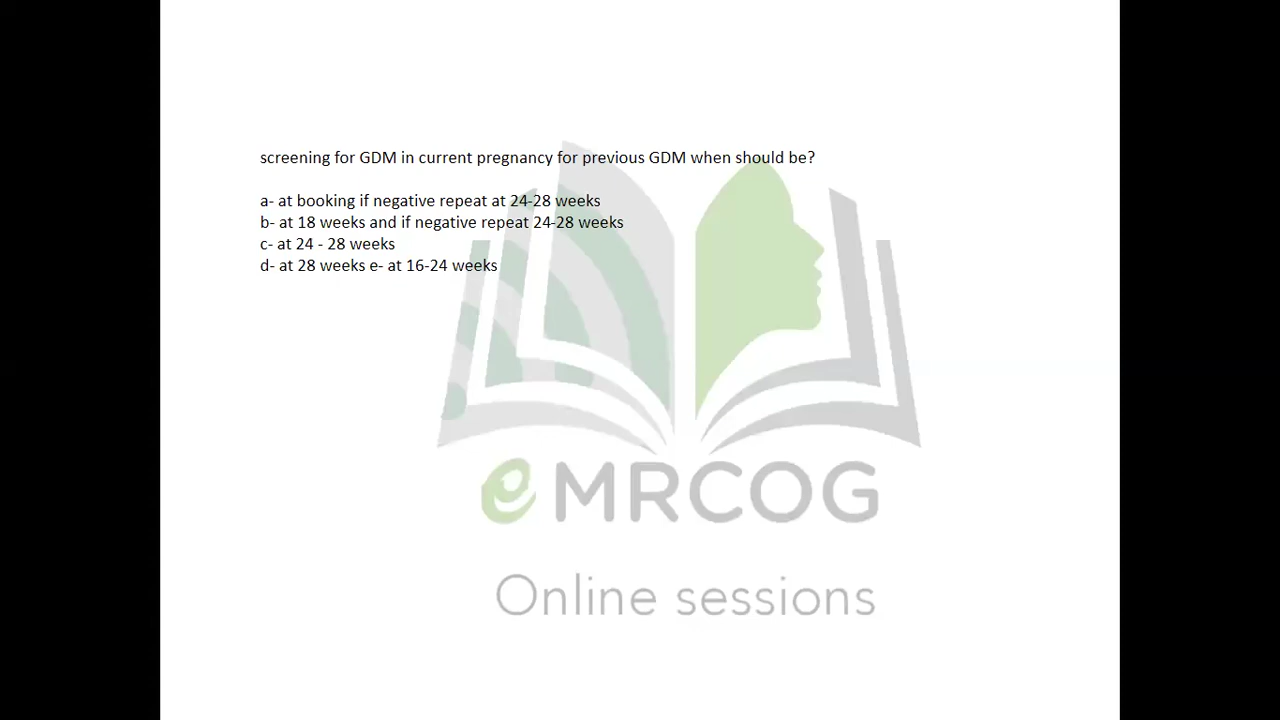 screening for GDM in current pregnancy for previous GDM when should be?
a- at booking if negative repeat at 24-28 weeks
b- at 18 weeks and if negative repeat 24-28 weeks
c- at 24 - 28 weeks
d- at 28 weeks e- at 16-24 weeks
eMRCOG
Online sessions